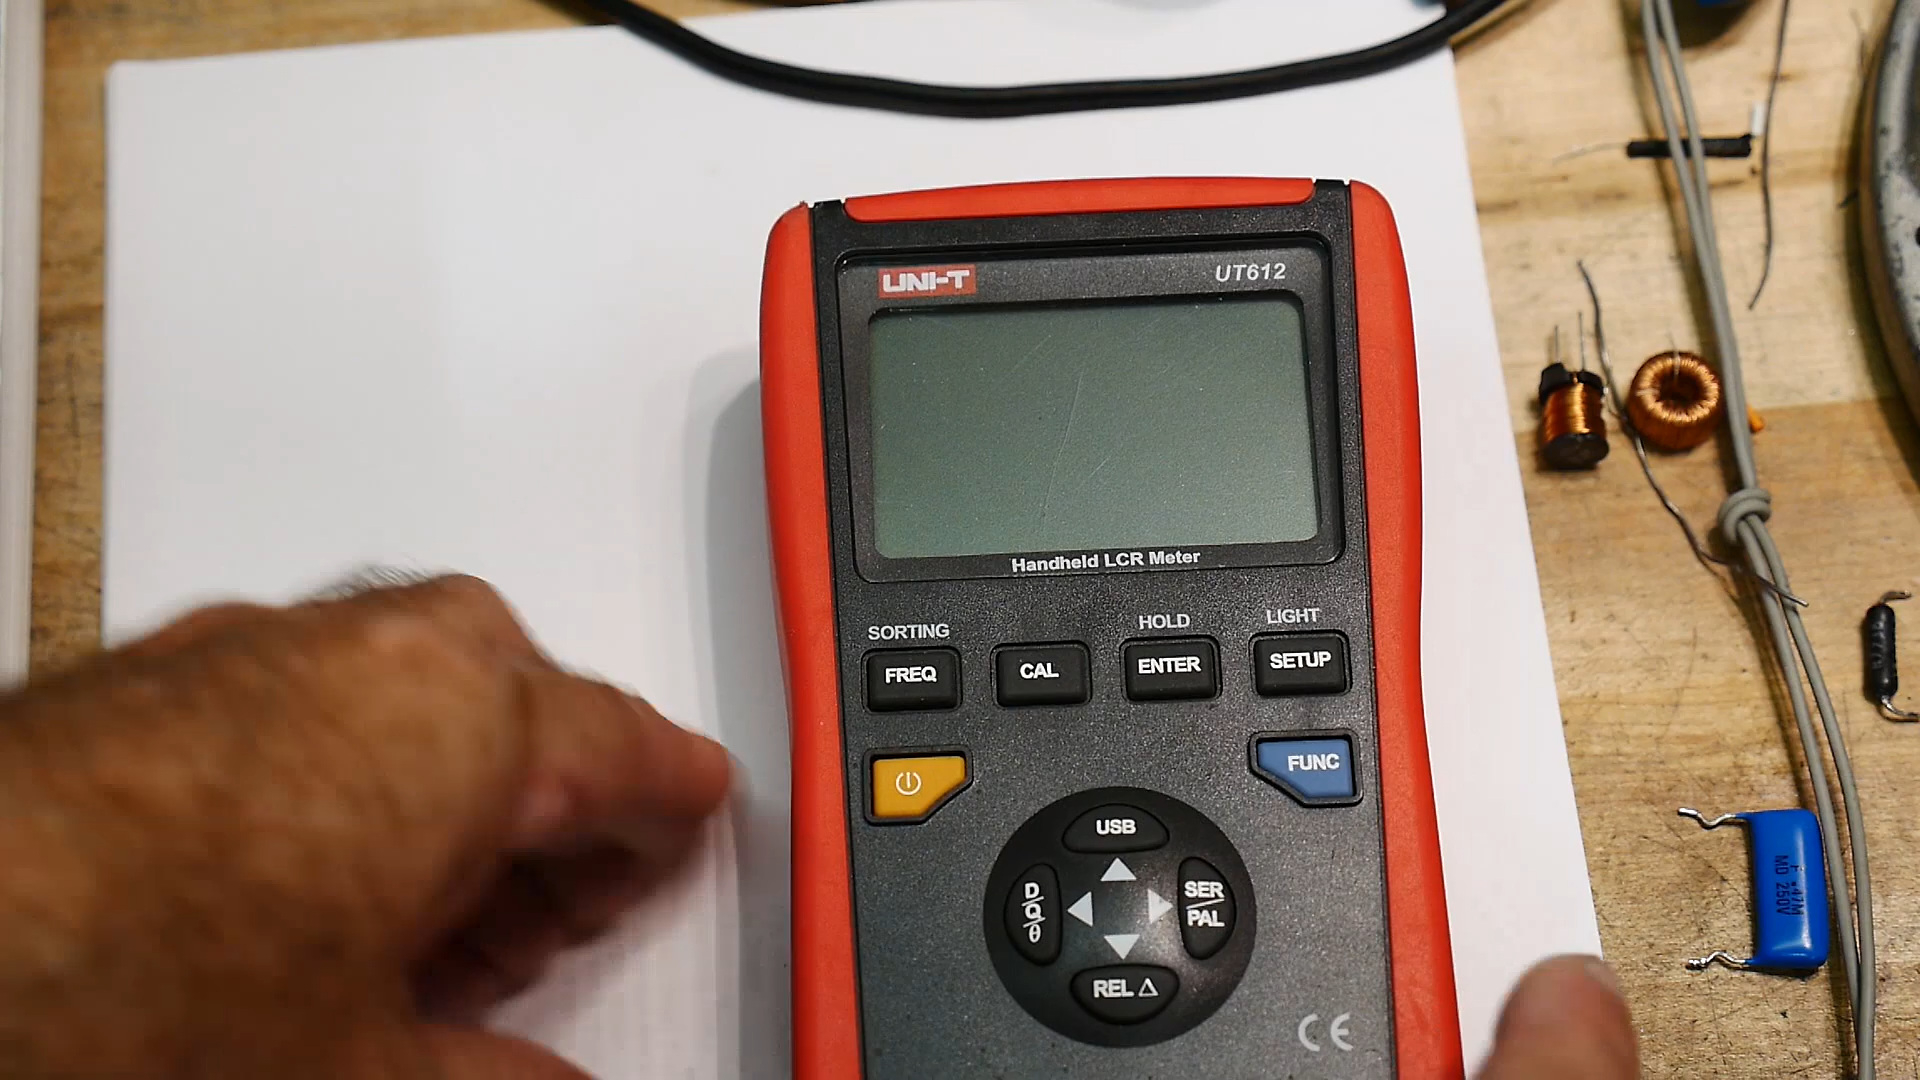 UNI-T
UT612
Handheld LCR Meter
SORTING
HOLD
LIGHT
FREQ
CAL
ENTER
SETUP
FUNC
USB
D/Q/θ
SER/PAL
REL Δ
CE
MD 250V